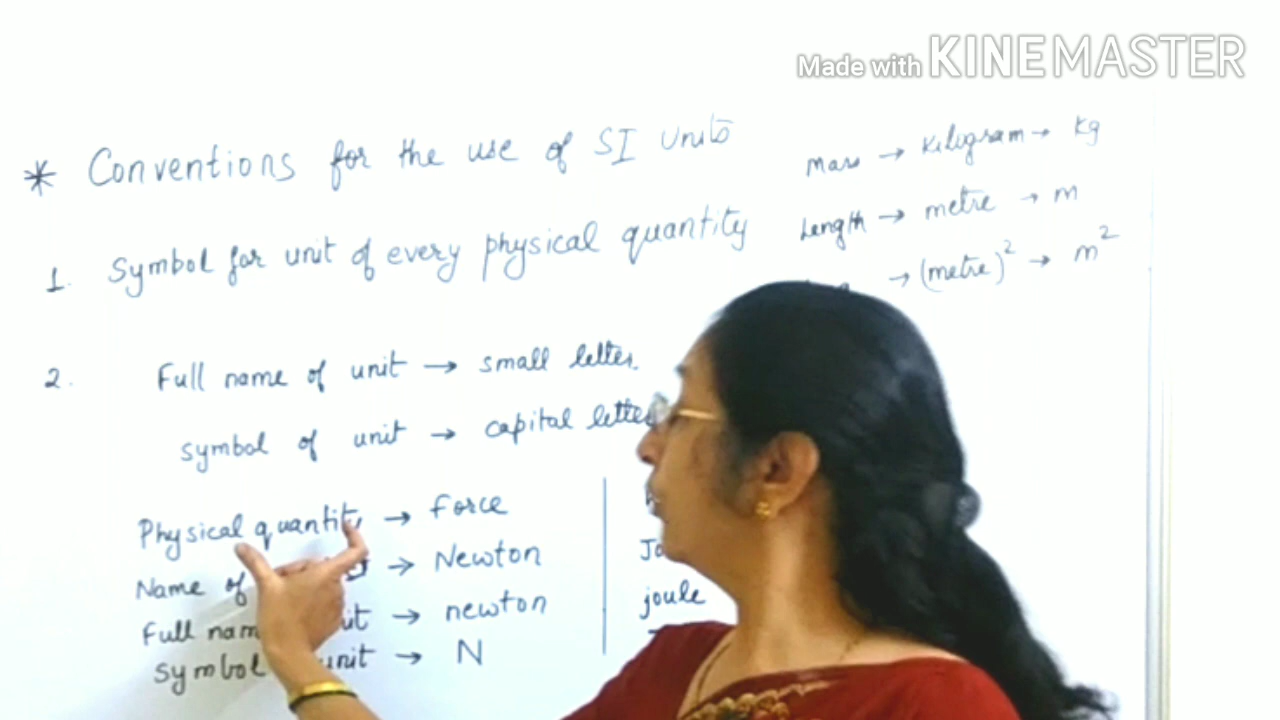 Made with KINEMASTER
* Conventions for the use of SI Units
Mass → Kilogram → Kg
Length → metre → m
→ (metre)² → m²
1. Symbol for unit of every physical quantity
2. Full name of unit → small letter.
symbol of unit → capital letter
Physical quantity → Force
Name of → Newton
Full nam → newton
Symbol unit → N
joule